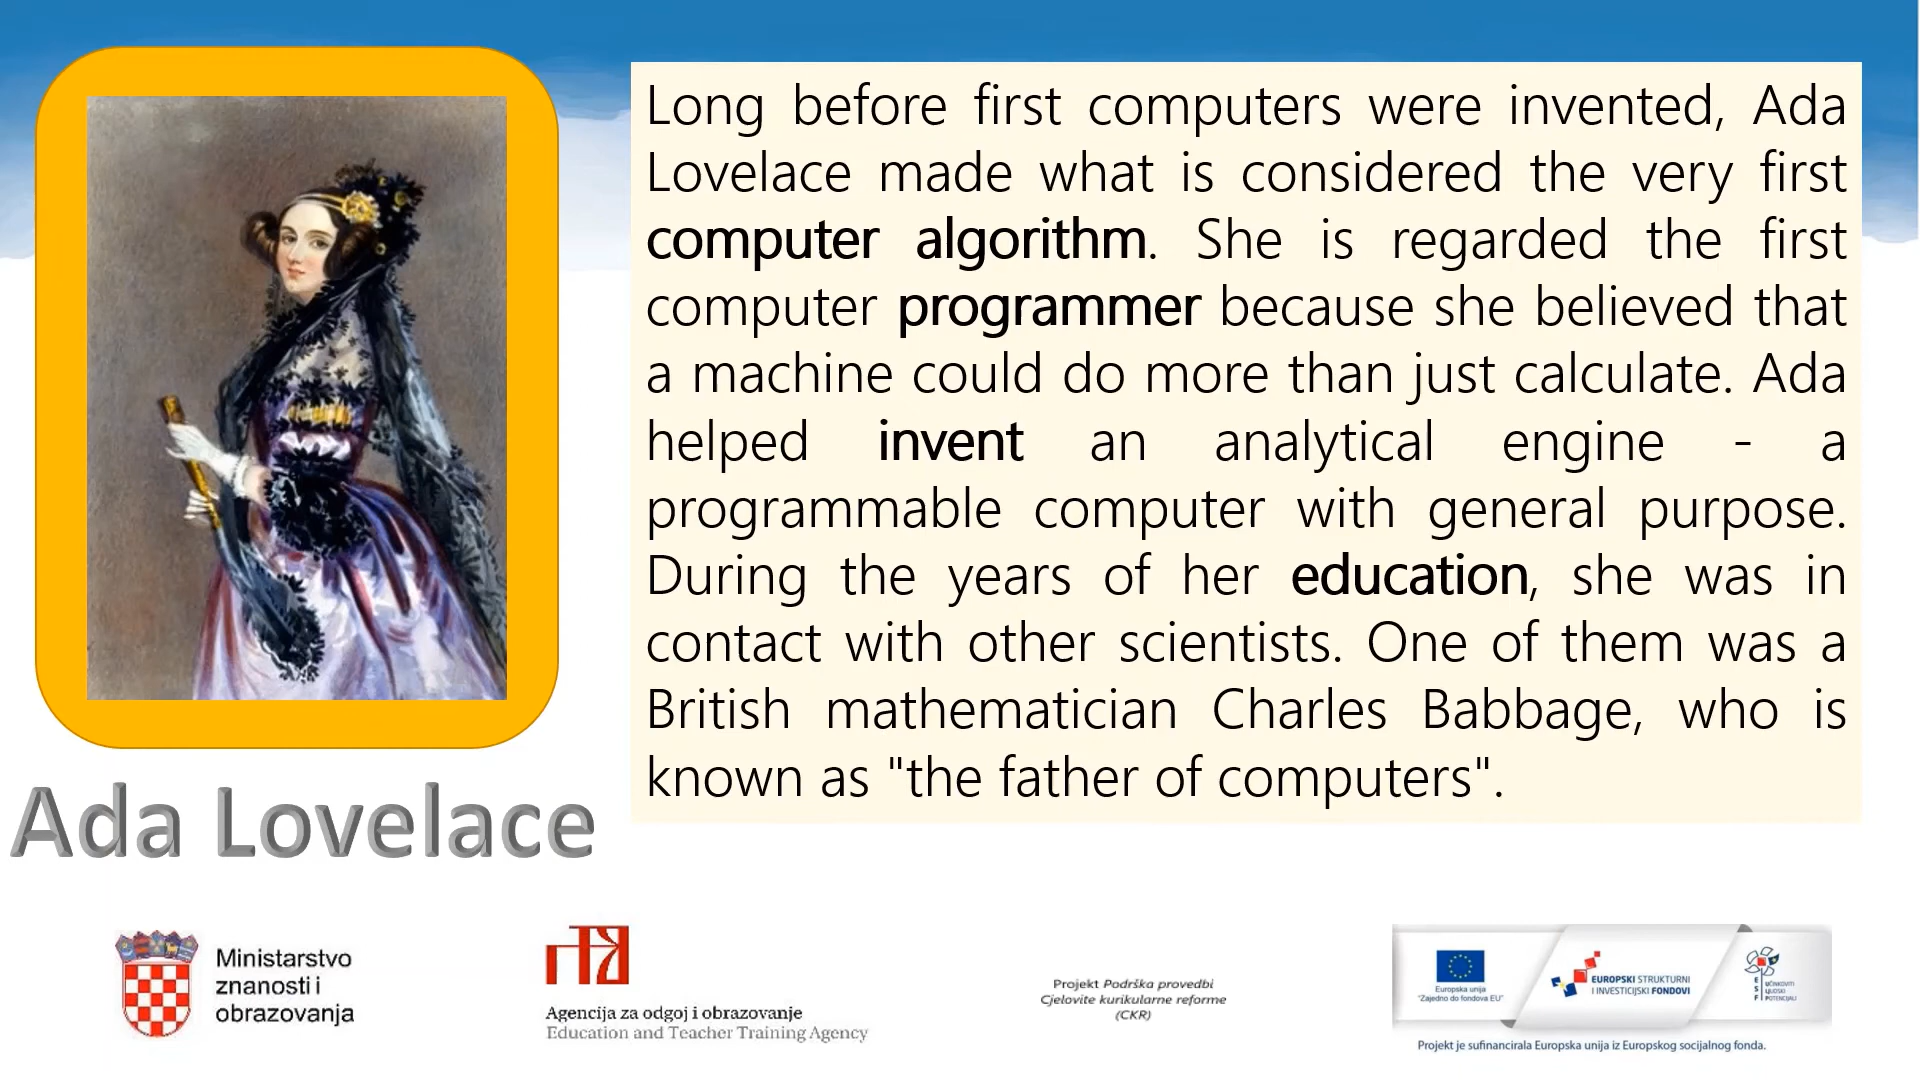 Long before first computers were invented, Ada
Lovelace made what is considered the very first
computer algorithm. She is regarded the first
computer programmer because she believed that
a machine could do more than just calculate. Ada
helped invent an analytical engine - a
programmable computer with general purpose.
During the years of her education, she was in
contact with other scientists. One of them was a
British mathematician Charles Babbage, who is
known as "the father of computers".
Ada Lovelace
Ministarstvo
znanosti i
obrazovanja
Agencija za odgoj i obrazovanje
Education and Teacher Training Agency
Projekt Podrška provedbi
Cjelovite kurikularne reforme
(CKR)
Europska unija
"Zajedno do fondova EU"
EUROPSKI STRUKTURNI
I INVESTICIJSKI FONDOVI
ESF
UČINKOVITI
LJUDSKI
POTENCIJALI
Projekt je sufinancirala Europska unija iz Europskog socijalnog fonda.